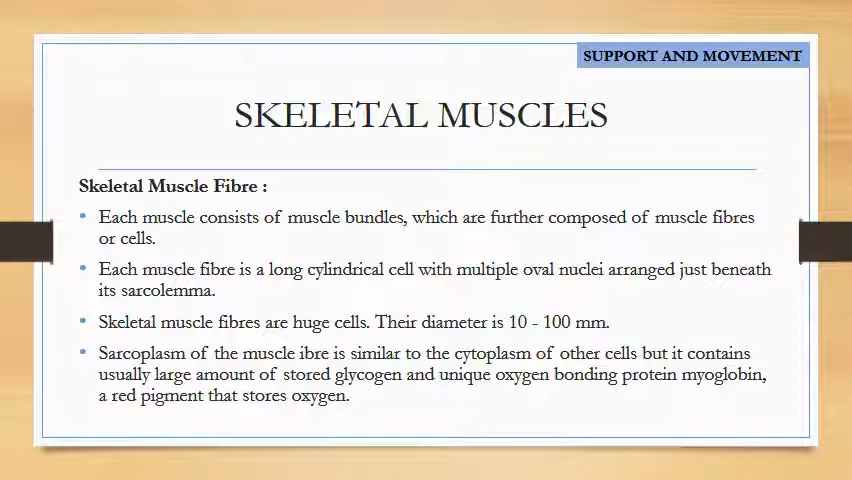 SUPPORT AND MOVEMENT
SKELETAL MUSCLES
Skeletal Muscle Fibre :
• Each muscle consists of muscle bundles, which are further composed of muscle fibres
or cells.
• Each muscle fibre is a long cylindrical cell with multiple oval nuclei arranged just beneath
its sarcolemma.
• Skeletal muscle fibres are huge cells. Their diameter is 10 - 100 mm.
• Sarcoplasm of the muscle ibre is similar to the cytoplasm of other cells but it contains
usually large amount of stored glycogen and unique oxygen bonding protein myoglobin,
a red pigment that stores oxygen.